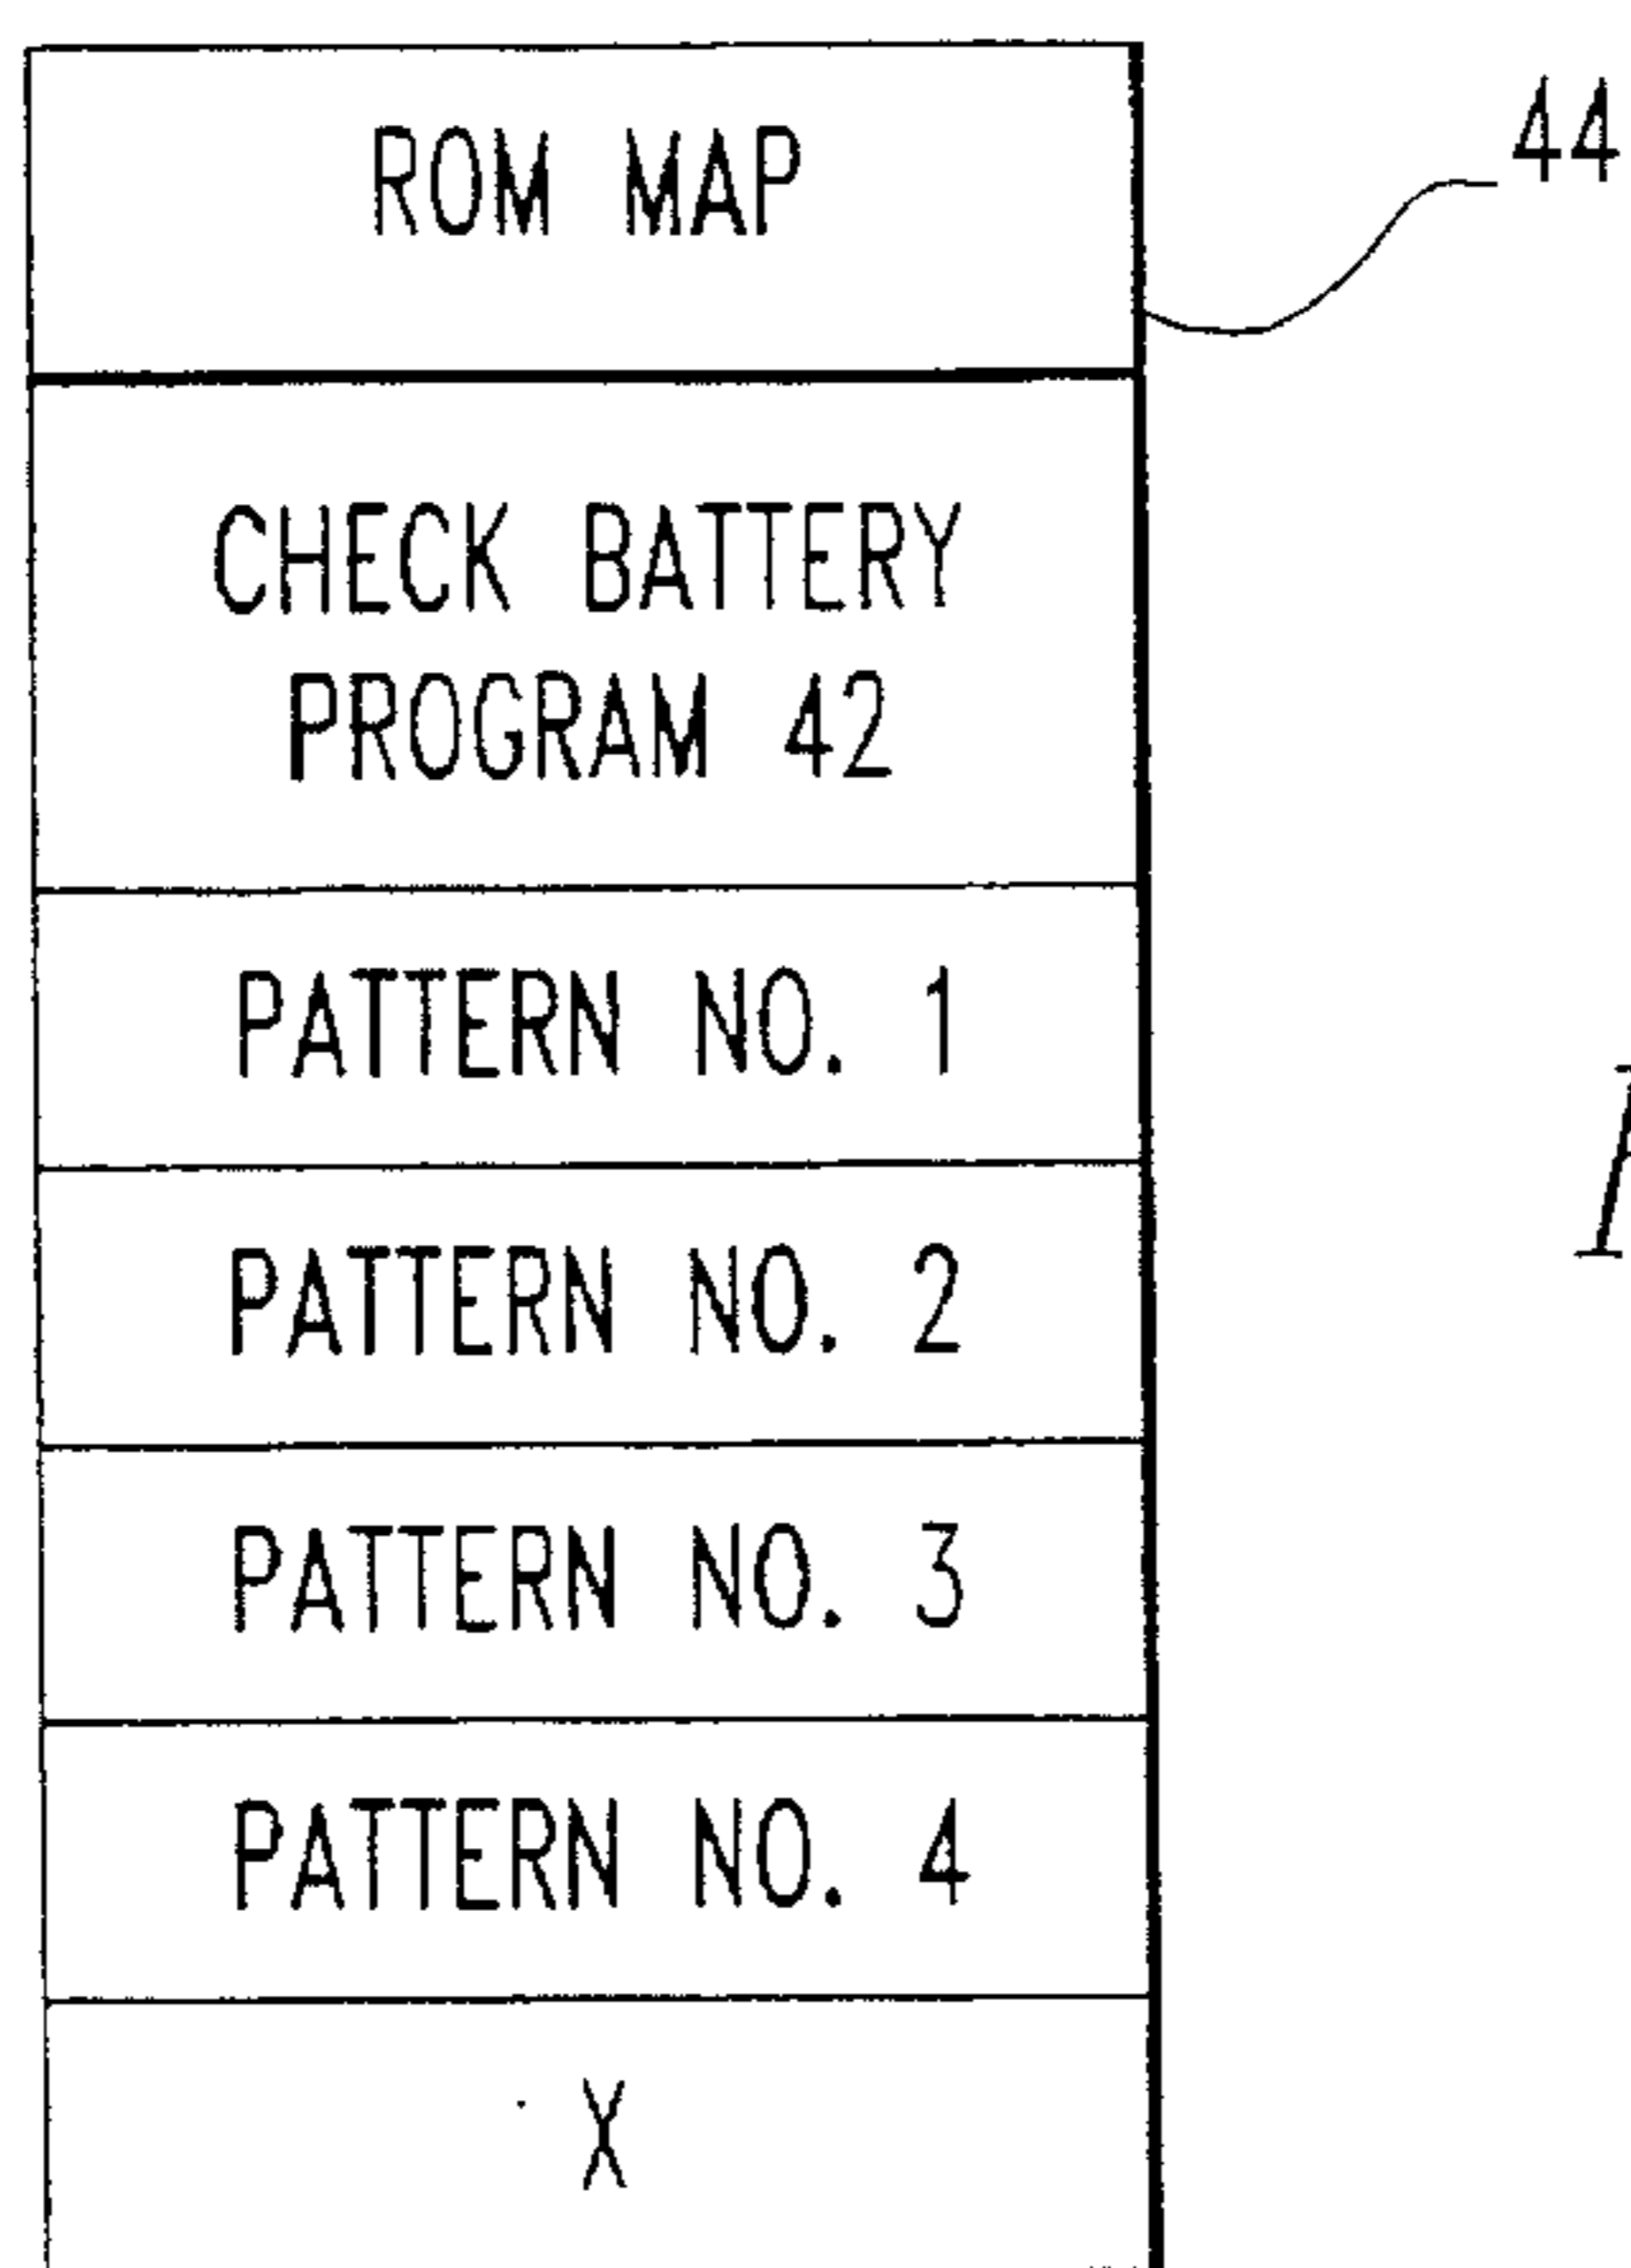 ROM MAP
44
CHECK BATTERY
PROGRAM 42
PATTERN NO. 1
PATTERN NO. 2
PATTERN NO. 3
PATTERN NO. 4
X